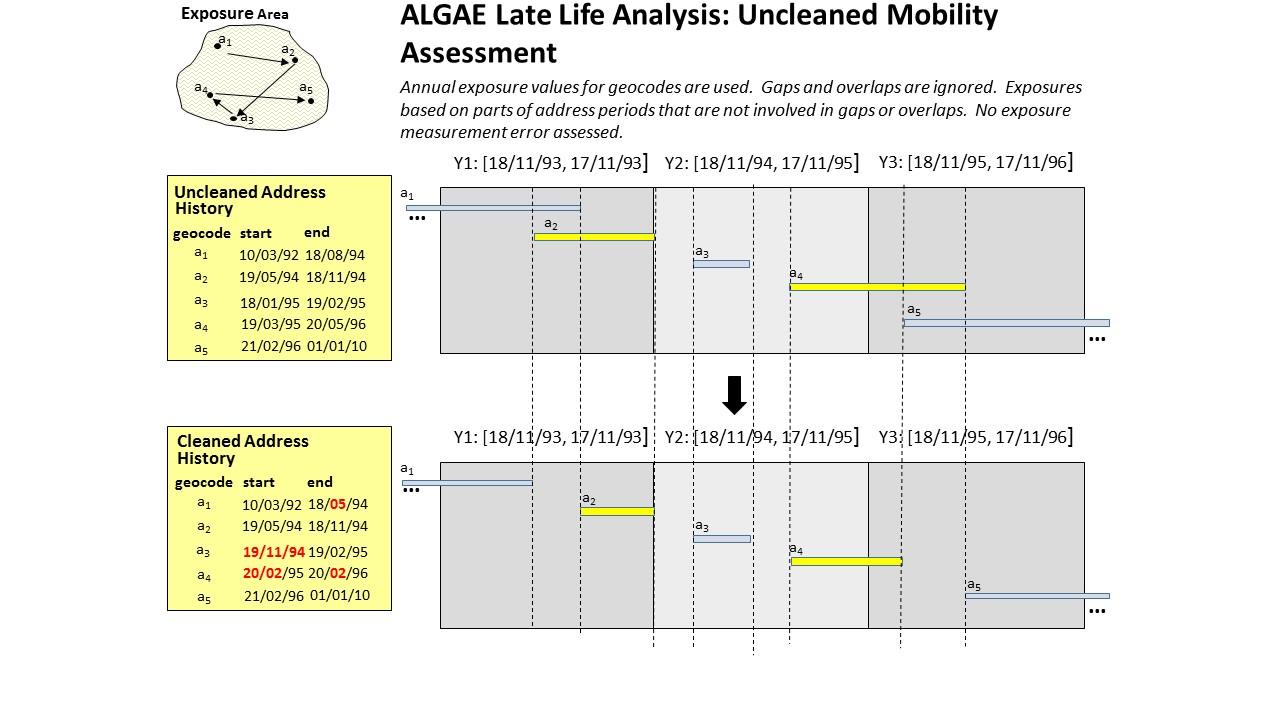 Exposure Area
a1
a2
a4
a5
a3
ALGAE Late Life Analysis: Uncleaned Mobility
Assessment
Annual exposure values for geocodes are used. Gaps and overlaps are ignored. Exposures
based on parts of address periods that are not involved in gaps or overlaps. No exposure
measurement error assessed.
Y1: [18/11/93, 17/11/93] Y2: [18/11/94, 17/11/95] Y3: [18/11/95, 17/11/96]
Uncleaned Address
History
geocode start end
a1 10/03/92 18/08/94
a2 19/05/94 18/11/94
a3 18/01/95 19/02/95
a4 19/03/95 20/05/96
a5 21/02/96 01/01/10
a1
...
a2
a3
a4
a5
...
Y1: [18/11/93, 17/11/93] Y2: [18/11/94, 17/11/95] Y3: [18/11/95, 17/11/96]
Cleaned Address
History
geocode start end
a1 10/03/92 18/05/94
a2 19/05/94 18/11/94
a3 19/11/94 19/02/95
a4 20/02/95 20/02/96
a5 21/02/96 01/01/10
a1
...
a2
a3
a4
a5
...